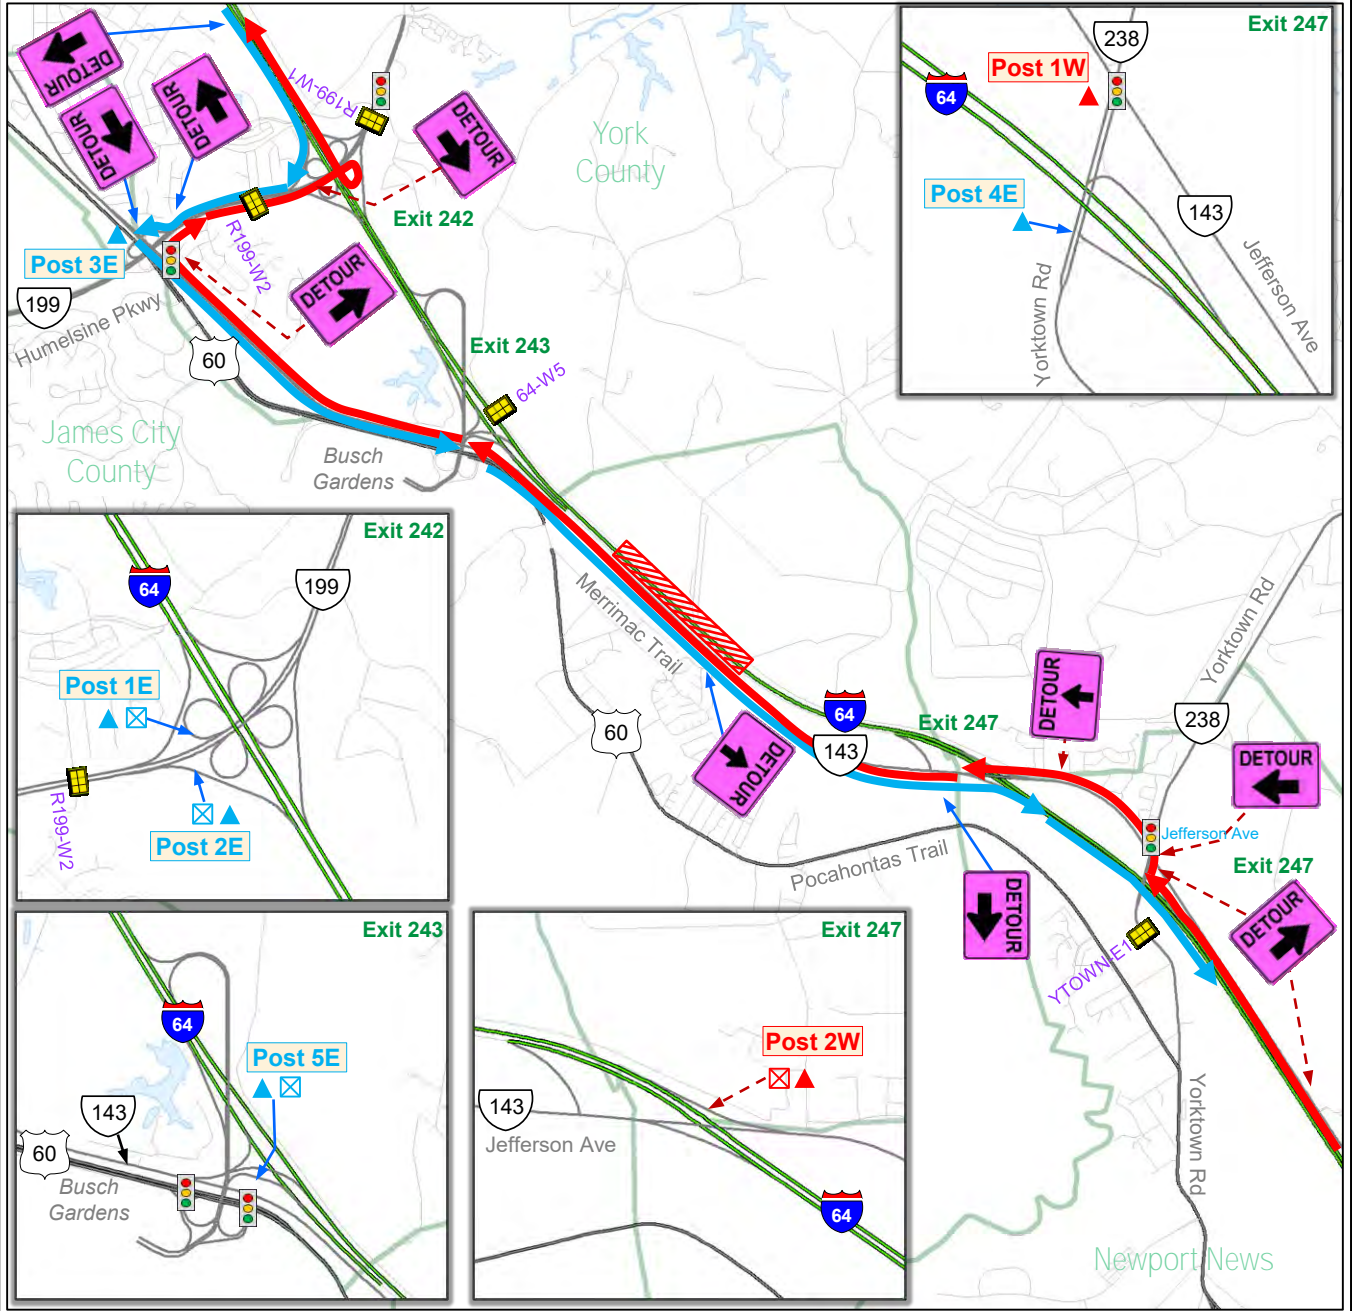 DETOUR
DETOUR
DETOUR
R199-W1
DETOUR
York
County
Exit 242
R199-W2
Post 3E
199
Humelsine Pkwy
DETOUR
60
Exit 243
64-W5
James City
County
Busch
Gardens
Exit 247
238
Post 1W
64
Post 4E
143
Yorktown Rd
Jefferson Ave
Exit 242
64
199
Post 1E
R199-W2
Post 2E
Merrimac Trail
60
DETOUR
64
143
Exit 247
DETOUR
Yorktown Rd
238
DETOUR
Jefferson Ave
Exit 247
DETOUR
Pocahontas Trail
DETOUR
YTOWN-E1
Yorktown Rd
Newport News
Exit 243
64
Post 5E
143
60
Busch
Gardens
Exit 247
Post 2W
143
Jefferson Ave
64